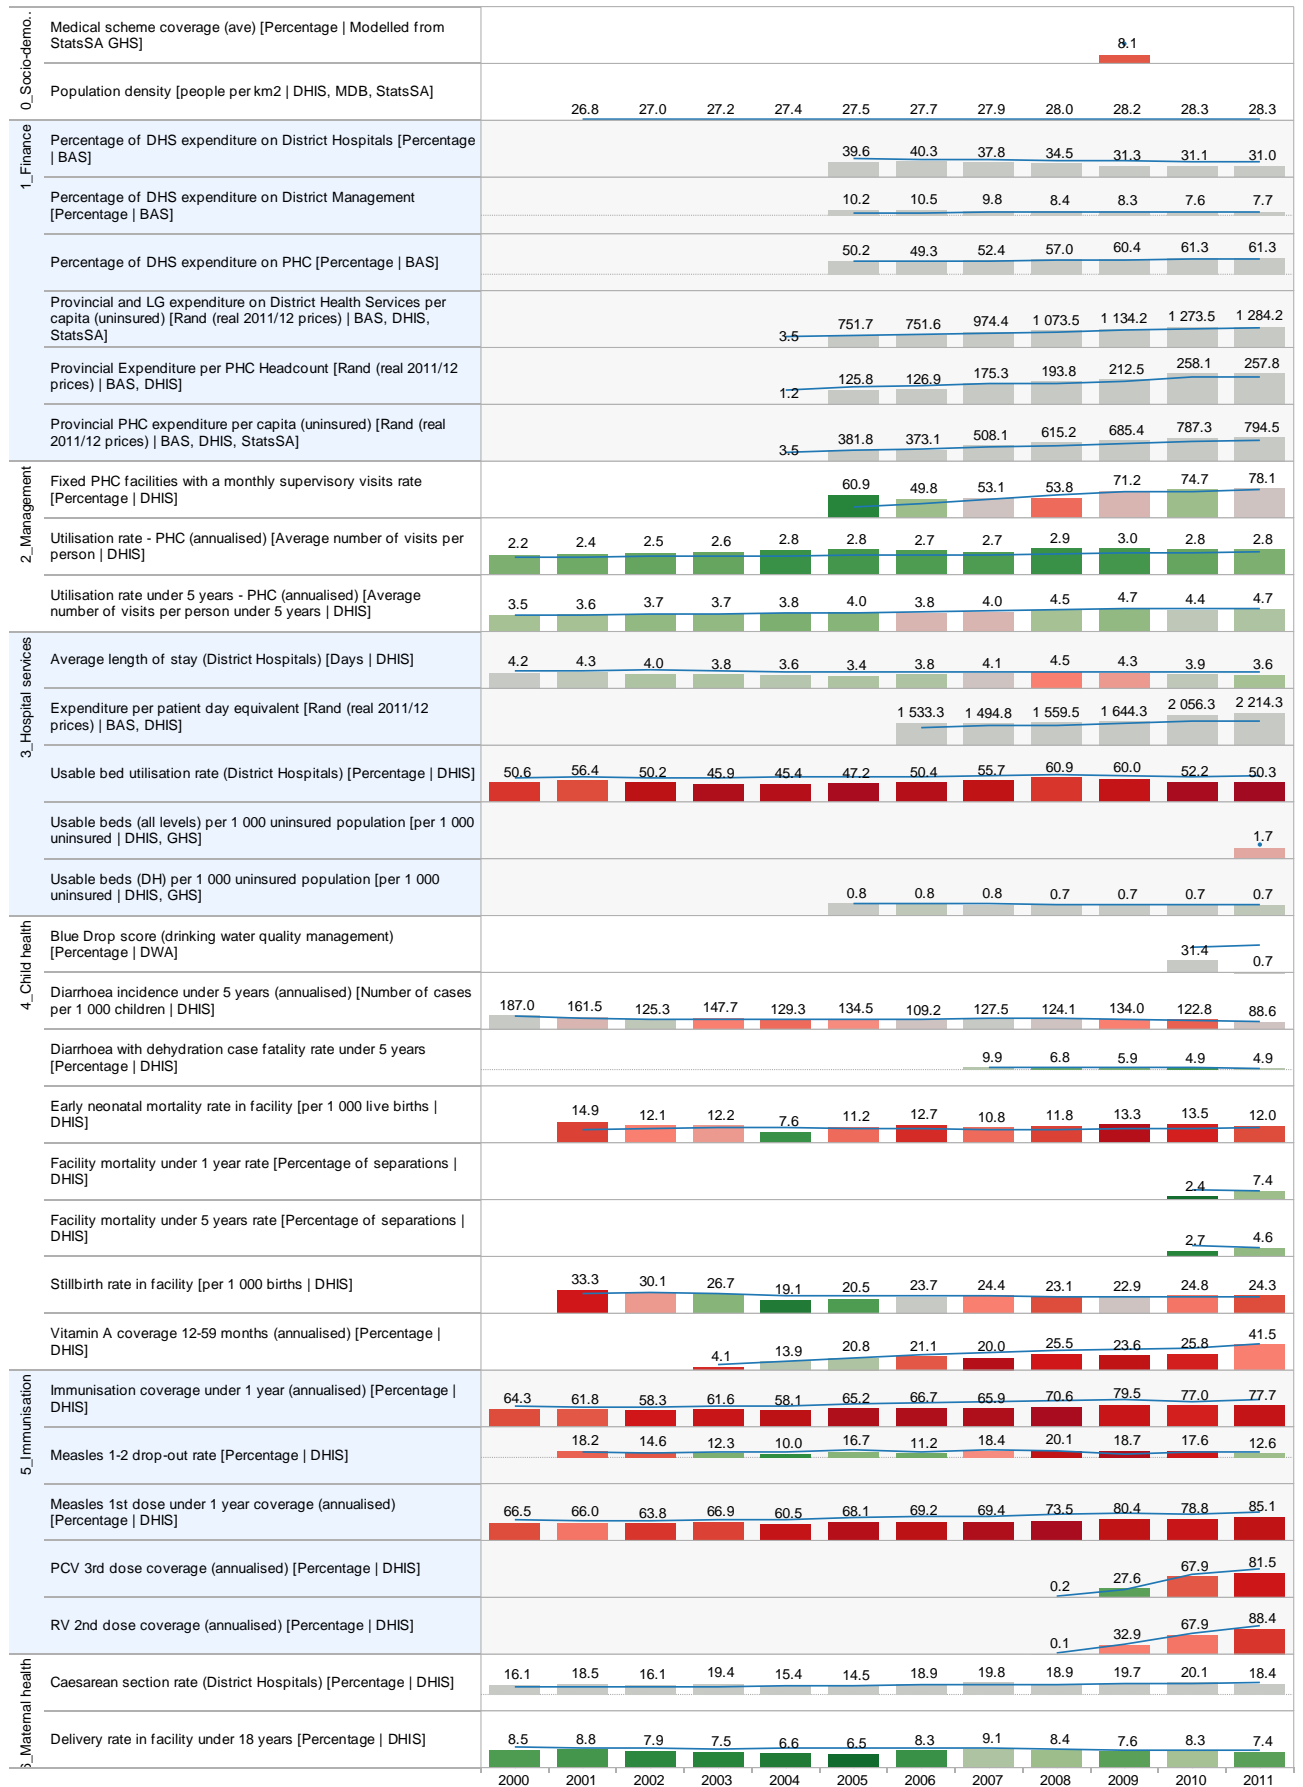 0_Socio-demo..
Medical scheme coverage (ave) [Percentage | Modelled from
StatsSA GHS]
8.1
Population density [people per km2 | DHIS, MDB, StatsSA]
26.8 27.0 27.2 27.4 27.5 27.7 27.9 28.0 28.2 28.3 28.3
1_Finance
Percentage of DHS expenditure on District Hospitals [Percentage
| BAS]
39.6 40.3 37.8 34.5 31.3 31.1 31.0
Percentage of DHS expenditure on District Management
[Percentage | BAS]
10.2 10.5 9.8 8.4 8.3 7.6 7.7
Percentage of DHS expenditure on PHC [Percentage | BAS]
50.2 49.3 52.4 57.0 60.4 61.3 61.3
Provincial and LG expenditure on District Health Services per
capita (uninsured) [Rand (real 2011/12 prices) | BAS, DHIS,
StatsSA]
3.5 751.7 751.6 974.4 1 073.5 1 134.2 1 273.5 1 284.2
Provincial Expenditure per PHC Headcount [Rand (real 2011/12
prices) | BAS, DHIS]
1.2 125.8 126.9 175.3 193.8 212.5 258.1 257.8
Provincial PHC expenditure per capita (uninsured) [Rand (real
2011/12 prices) | BAS, DHIS, StatsSA]
3.5 381.8 373.1 508.1 615.2 685.4 787.3 794.5
2_Management
Fixed PHC facilities with a monthly supervisory visits rate
[Percentage | DHIS]
60.9 49.8 53.1 53.8 71.2 74.7 78.1
Utilisation rate - PHC (annualised) [Average number of visits per
person | DHIS]
2.2 2.4 2.5 2.6 2.8 2.8 2.7 2.7 2.9 3.0 2.8 2.8
Utilisation rate under 5 years - PHC (annualised) [Average
number of visits per person under 5 years | DHIS]
3.5 3.6 3.7 3.7 3.8 4.0 3.8 4.0 4.5 4.7 4.4 4.7
3_Hospital services
Average length of stay (District Hospitals) [Days | DHIS]
4.2 4.3 4.0 3.8 3.6 3.4 3.8 4.1 4.5 4.3 3.9 3.6
Expenditure per patient day equivalent [Rand (real 2011/12
prices) | BAS, DHIS]
1 533.3 1 494.8 1 559.5 1 644.3 2 056.3 2 214.3
Usable bed utilisation rate (District Hospitals) [Percentage | DHIS]
50.6 56.4 50.2 45.9 45.4 47.2 50.4 55.7 60.9 60.0 52.2 50.3
Usable beds (all levels) per 1 000 uninsured population [per 1 000
uninsured | DHIS, GHS]
1.7
Usable beds (DH) per 1 000 uninsured population [per 1 000
uninsured | DHIS, GHS]
0.8 0.8 0.8 0.7 0.7 0.7 0.7
4_Child health
Blue Drop score (drinking water quality management)
[Percentage | DWA]
31.4 0.7
Diarrhoea incidence under 5 years (annualised) [Number of cases
per 1 000 children | DHIS]
187.0 161.5 125.3 147.7 129.3 134.5 109.2 127.5 124.1 134.0 122.8 88.6
Diarrhoea with dehydration case fatality rate under 5 years
[Percentage | DHIS]
9.9 6.8 5.9 4.9 4.9
Early neonatal mortality rate in facility [per 1 000 live births |
DHIS]
14.9 12.1 12.2 7.6 11.2 12.7 10.8 11.8 13.3 13.5 12.0
Facility mortality under 1 year rate [Percentage of separations |
DHIS]
2.4 7.4
Facility mortality under 5 years rate [Percentage of separations |
DHIS]
2.7 4.6
Stillbirth rate in facility [per 1 000 births | DHIS]
33.3 30.1 26.7 19.1 20.5 23.7 24.4 23.1 22.9 24.8 24.3
Vitamin A coverage 12-59 months (annualised) [Percentage |
DHIS]
4.1 13.9 20.8 21.1 20.0 25.5 23.6 25.8 41.5
5_Immunisation
Immunisation coverage under 1 year (annualised) [Percentage |
DHIS]
64.3 61.8 58.3 61.6 58.1 65.2 66.7 65.9 70.6 79.5 77.0 77.7
Measles 1-2 drop-out rate [Percentage | DHIS]
18.2 14.6 12.3 10.0 16.7 11.2 18.4 20.1 18.7 17.6 12.6
Measles 1st dose under 1 year coverage (annualised)
[Percentage | DHIS]
66.5 66.0 63.8 66.9 60.5 68.1 69.2 69.4 73.5 80.4 78.8 85.1
PCV 3rd dose coverage (annualised) [Percentage | DHIS]
0.2 27.6 67.9 81.5
RV 2nd dose coverage (annualised) [Percentage | DHIS]
0.1 32.9 67.9 88.4
_Maternal health
Caesarean section rate (District Hospitals) [Percentage | DHIS]
16.1 18.5 16.1 19.4 15.4 14.5 18.9 19.8 18.9 19.7 20.1 18.4
Delivery rate in facility under 18 years [Percentage | DHIS]
8.5 8.8 7.9 7.5 6.6 6.5 8.3 9.1 8.4 7.6 8.3 7.4
2000 2001 2002 2003 2004 2005 2006 2007 2008 2009 2010 2011